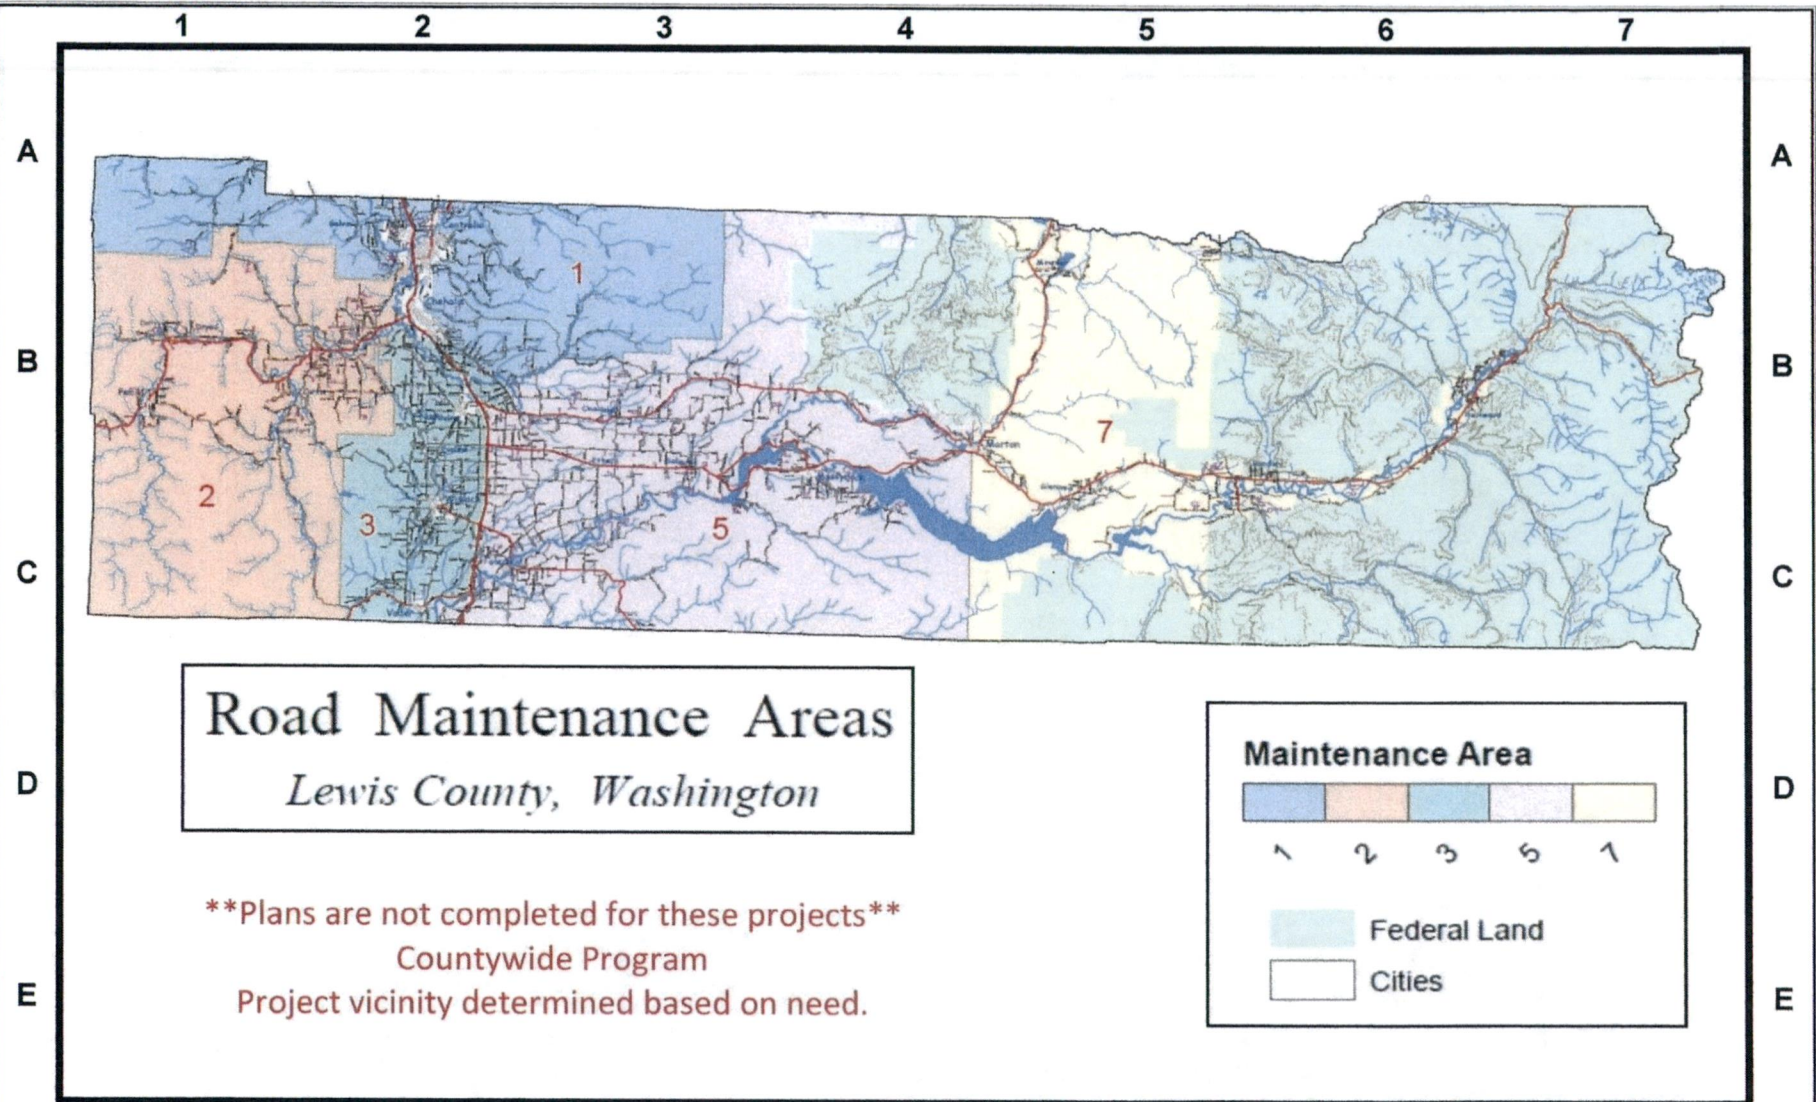 1 2 3 4 5 6 7
A A
B B
C C
D D
E E
1
2
3
5
7
Morton
Road Maintenance Areas
Lewis County, Washington
**Plans are not completed for these projects**
Countywide Program
Project vicinity determined based on need.
Maintenance Area
1 2 3 5 7
Federal Land
Cities